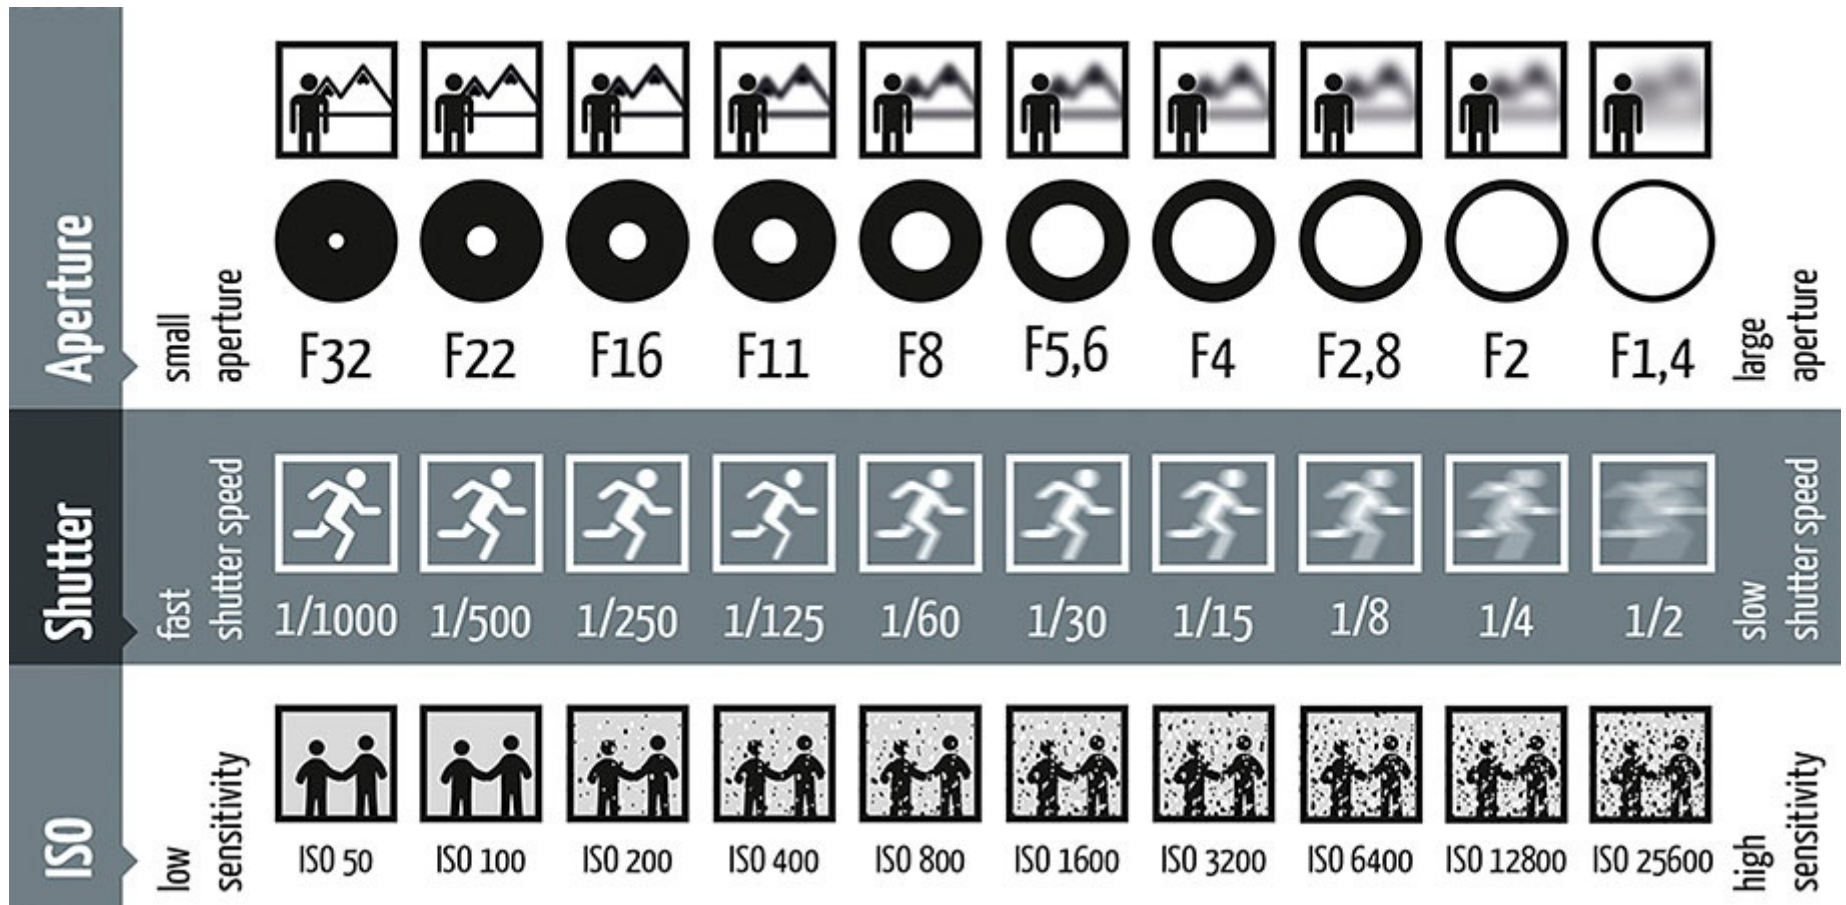 Aperture
small
aperture
F32 F22 F16 F11 F8 F5,6 F4 F2,8 F2 F1,4
large
aperture
Shutter
fast
shutter speed
1/1000 1/500 1/250 1/125 1/60 1/30 1/15 1/8 1/4 1/2
slow
shutter speed
ISO
low
sensitivity
ISO 50 ISO 100 ISO 200 ISO 400 ISO 800 ISO 1600 ISO 3200 ISO 6400 ISO 12800 ISO 25600
high
sensitivity